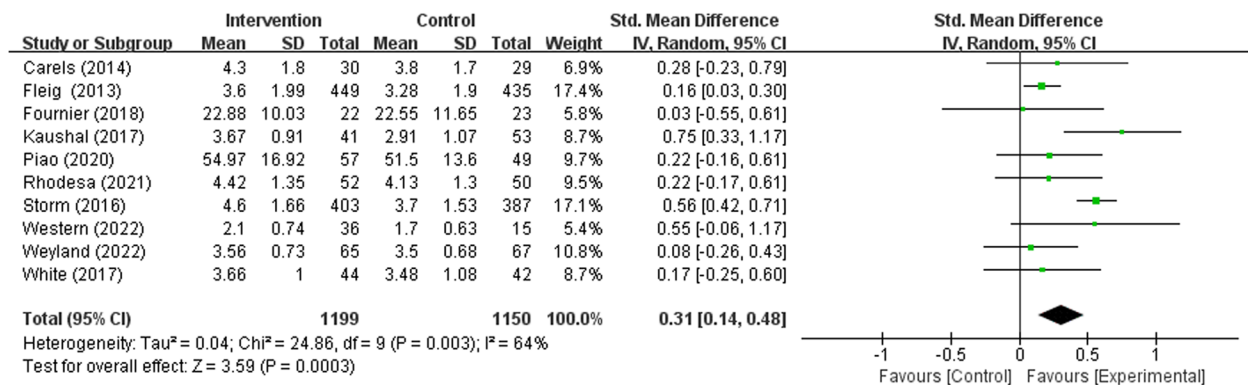 Intervention Control Std. Mean Difference Std. Mean Difference
Study or Subgroup Mean SD Total Mean SD Total Weight IV, Random, 95% CI IV, Random, 95% CI
Carels (2014) 4.3 1.8 30 3.8 1.7 29 6.9% 0.28 [-0.23, 0.79]
Fleig (2013) 3.6 1.99 449 3.28 1.9 435 17.4% 0.16 [0.03, 0.30]
Fournier (2018) 22.88 10.03 22 22.55 11.65 23 5.8% 0.03 [-0.55, 0.61]
Kaushal (2017) 3.67 0.91 41 2.91 1.07 53 8.7% 0.75 [0.33, 1.17]
Piao (2020) 54.97 16.92 57 51.5 13.6 49 9.7% 0.22 [-0.16, 0.61]
Rhodesa (2021) 4.42 1.35 52 4.13 1.3 50 9.5% 0.22 [-0.17, 0.61]
Storm (2016) 4.6 1.66 403 3.7 1.53 387 17.1% 0.56 [0.42, 0.71]
Western (2022) 2.1 0.74 36 1.7 0.63 15 5.4% 0.55 [-0.06, 1.17]
Weyland (2022) 3.56 0.73 65 3.5 0.68 67 10.8% 0.08 [-0.26, 0.43]
White (2017) 3.66 1 44 3.48 1.08 42 8.7% 0.17 [-0.25, 0.60]
Total (95% CI) 1199 1150 100.0% 0.31 [0.14, 0.48]
Heterogeneity: Tau² = 0.04; Chi² = 24.86, df = 9 (P = 0.003); I² = 64%
Test for overall effect: Z = 3.59 (P = 0.0003)
-1 -0.5 0 0.5 1
Favours [Control] Favours [Experimental]